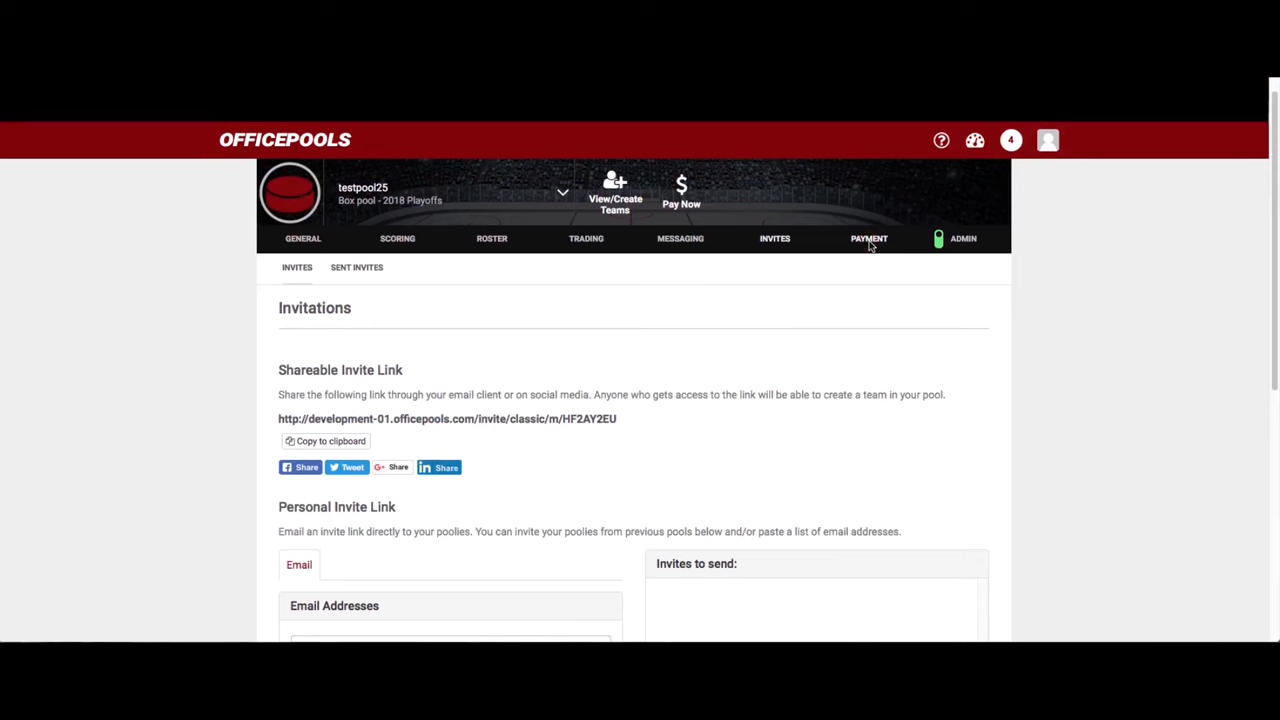 OFFICEPOOLS
4
testpool25
Box pool - 2018 Playoffs
View/Create
Teams
$
Pay Now
GENERAL SCORING ROSTER TRADING MESSAGING INVITES PAYMENT ADMIN
INVITES SENT INVITES
Invitations
Shareable Invite Link
Share the following link through your email client or on social media. Anyone who gets access to the link will be able to create a team in your pool.
http://development-01.officepools.com/invite/classic/m/HF2AY2EU
Copy to clipboard
Share Tweet G+ Share in Share
Personal Invite Link
Email an invite link directly to your poolies. You can invite your poolies from previous pools below and/or paste a list of email addresses.
Email
Invites to send:
Email Addresses